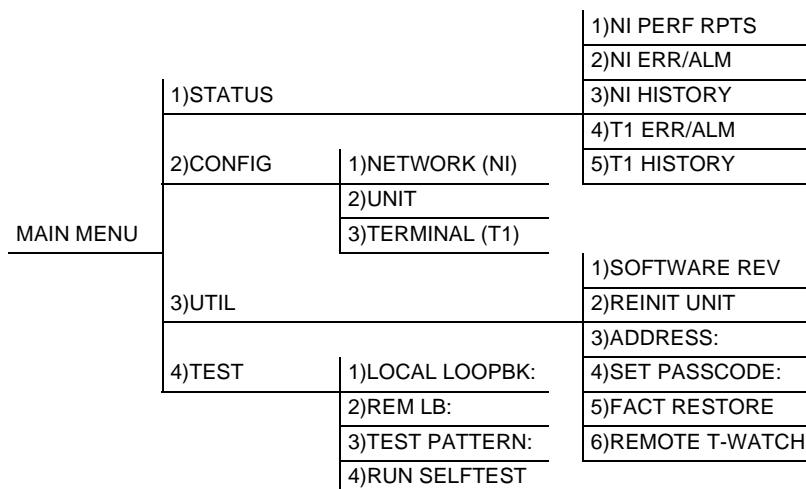 MAIN MENU
1)STATUS
1)NI PERF RPTS
2)NI ERR/ALM
3)NI HISTORY
4)T1 ERR/ALM
5)T1 HISTORY
2)CONFIG
1)NETWORK (NI)
2)UNIT
3)TERMINAL (T1)
3)UTIL
1)SOFTWARE REV
2)REINIT UNIT
3)ADDRESS:
4)SET PASSCODE:
5)FACT RESTORE
6)REMOTE T-WATCH
4)TEST
1)LOCAL LOOPBK:
2)REM LB:
3)TEST PATTERN:
4)RUN SELFTEST